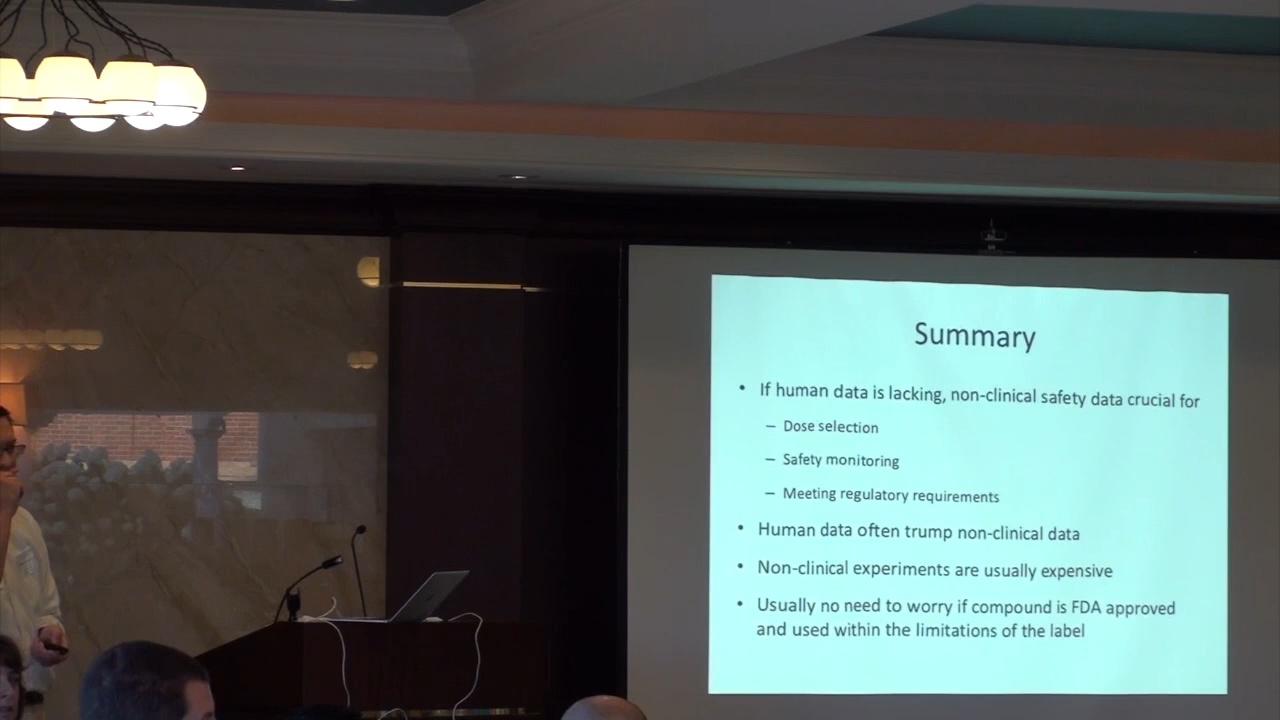 Summary
• If human data is lacking, non-clinical safety data crucial for
– Dose selection
– Safety monitoring
– Meeting regulatory requirements
• Human data often trump non-clinical data
• Non-clinical experiments are usually expensive
• Usually no need to worry if compound is FDA approved
and used within the limitations of the label